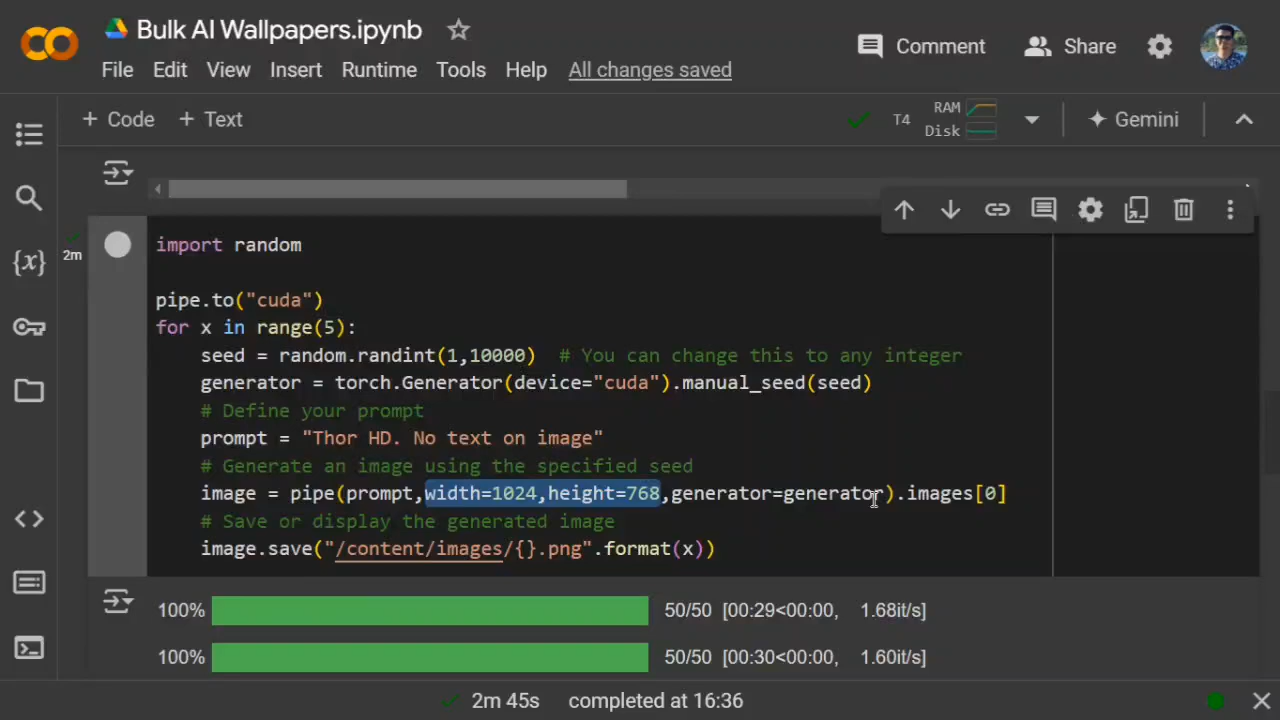 Bulk AI Wallpapers.ipynb
Comment
Share
File Edit View Insert Runtime Tools Help All changes saved
+ Code + Text
T4
RAM
Disk
Gemini
2m
import random
pipe.to("cuda")
for x in range(5):
seed = random.randint(1,10000)  # You can change this to any integer
generator = torch.Generator(device="cuda").manual_seed(seed)
# Define your prompt
prompt = "Thor HD. No text on image"
# Generate an image using the specified seed
image = pipe(prompt,width=1024,height=768,generator=generator).images[0]
# Save or display the generated image
image.save("/content/images/{}.png".format(x))
100% 50/50 [00:29<00:00, 1.68it/s]
100% 50/50 [00:30<00:00, 1.60it/s]
2m 45s completed at 16:36